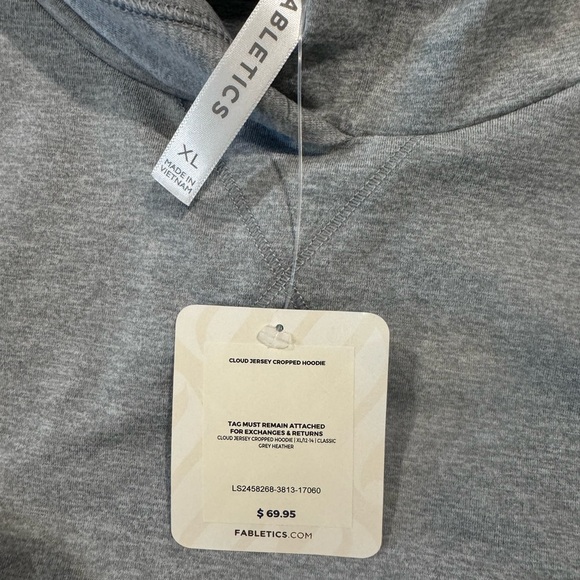 FABLETICS
XL
MADE IN
VIETNAM
CLOUD JERSEY CROPPED HOODIE
TAG MUST REMAIN ATTACHED
FOR EXCHANGES & RETURNS
CLOUD JERSEY CROPPED HOODIE | XL/12-14 | CLASSIC
GREY HEATHER
LS2458268-3813-17060
$ 69.95
FABLETICS.COM